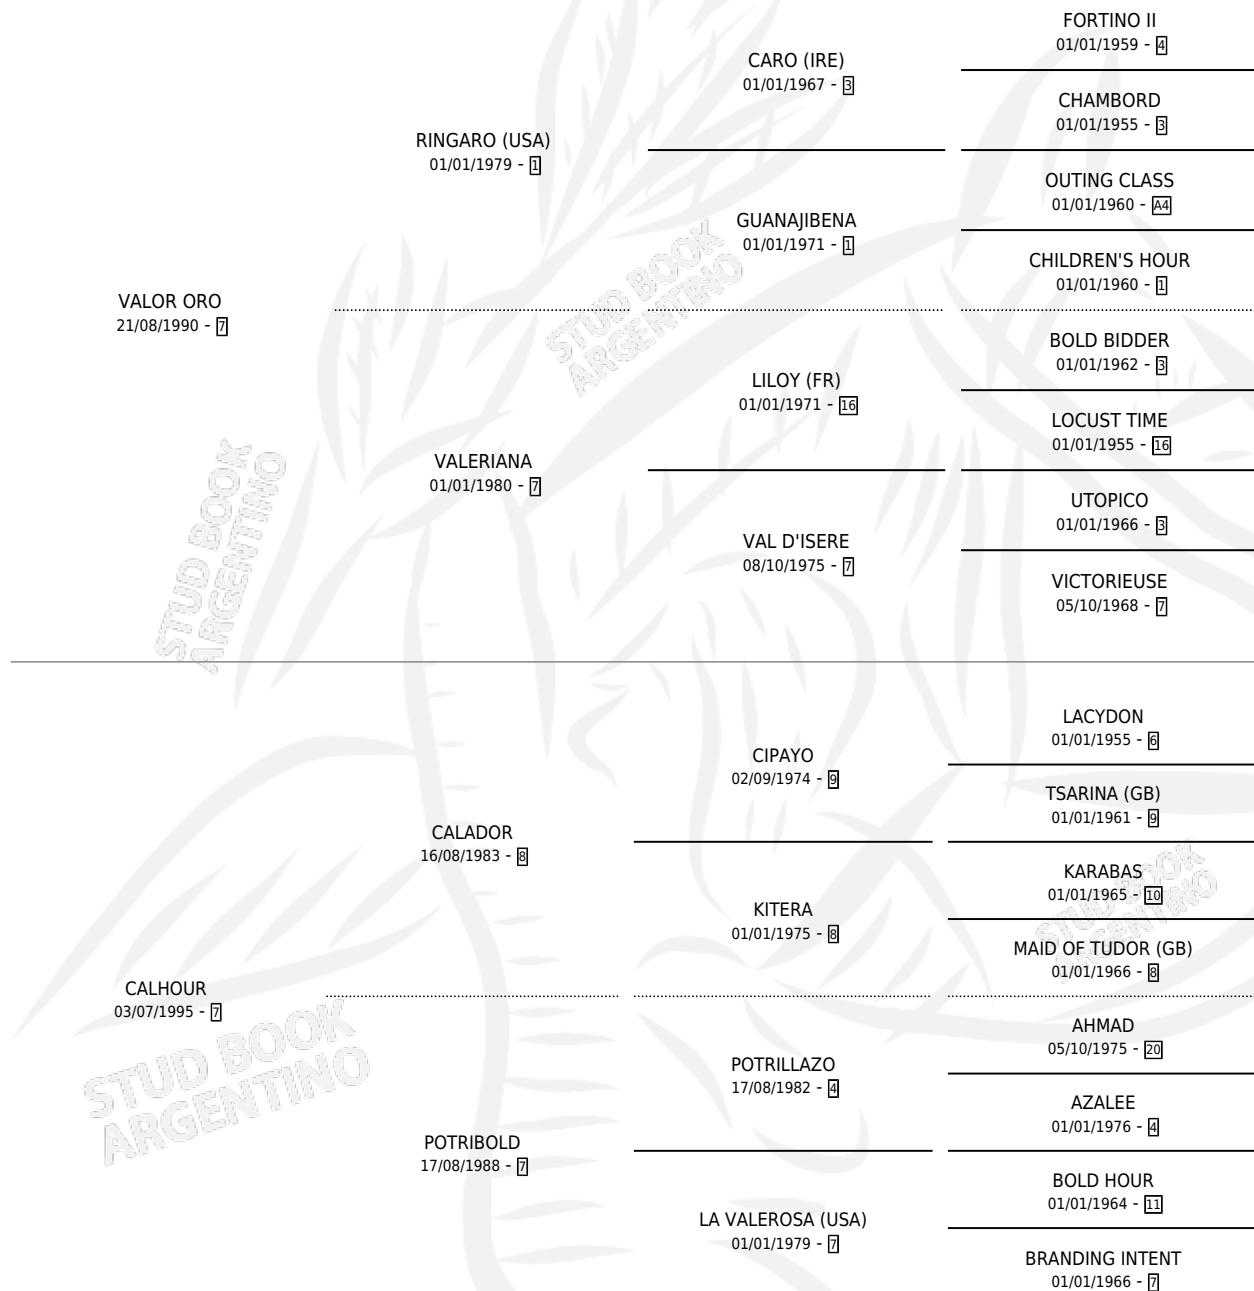 FORTINO II
01/01/1959 - 4
CARO (IRE)
01/01/1967 - 3
CHAMBORD
01/01/1955 - 3
RINGARO (USA)
01/01/1979 - 1
OUTING CLASS
01/01/1960 - A4
GUANAJIBENA
01/01/1971 - 1
CHILDREN'S HOUR
01/01/1960 - 1
VALOR ORO
21/08/1990 - 7
STUD BOOK
ARGENTINO
BOLD BIDDER
01/01/1962 - 3
LILOY (FR)
01/01/1971 - 16
LOCUST TIME
01/01/1955 - 16
VALERIANA
01/01/1980 - 7
UTOPICO
01/01/1966 - 3
VAL D'ISERE
08/10/1975 - 7
VICTORIEUSE
05/10/1968 - 7
STUD BOOK
ARGENTINO
LACYDON
01/01/1955 - 6
CIPAYO
02/09/1974 - 9
TSARINA (GB)
01/01/1961 - 9
CALADOR
16/08/1983 - 8
KARABAS
01/01/1965 - 10
KITERA
01/01/1975 - 8
STUD BOOK
ARGENTINO
MAID OF TUDOR (GB)
01/01/1966 - 8
CALHOUR
03/07/1995 - 7
STUD BOOK
ARGENTINO
AHMAD
05/10/1975 - 20
POTRILLAZO
17/08/1982 - 4
AZALEE
01/01/1976 - 4
POTRIBOLD
17/08/1988 - 7
BOLD HOUR
01/01/1964 - 11
LA VALEROSA (USA)
01/01/1979 - 7
BRANDING INTENT
01/01/1966 - 7